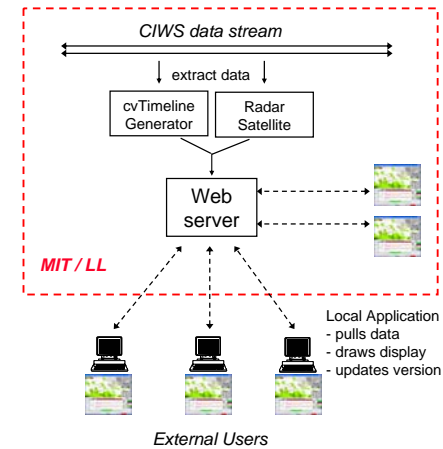 CIWS data stream
extract data
cvTimeline
Generator
Radar
Satellite
Web
server
MIT / LL
Local Application
- pulls data
- draws display
- updates version
External Users